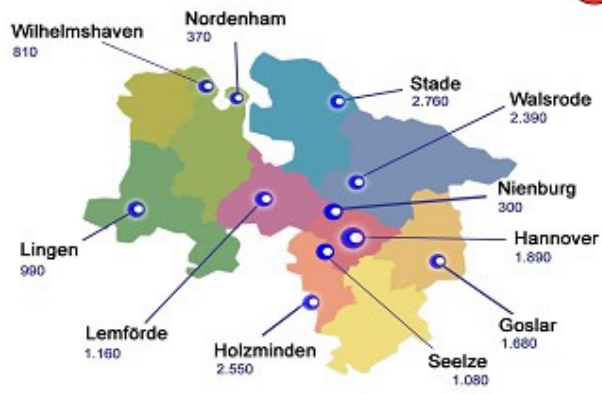 Nordenham
370
Wilhelmshaven
810
Stade
2.760
Walsrode
2.390
Nienburg
300
Hannover
1.890
Lingen
990
Goslar
1.680
Lemförde
1.160
Holzminden
2.550
Seelze
1.080